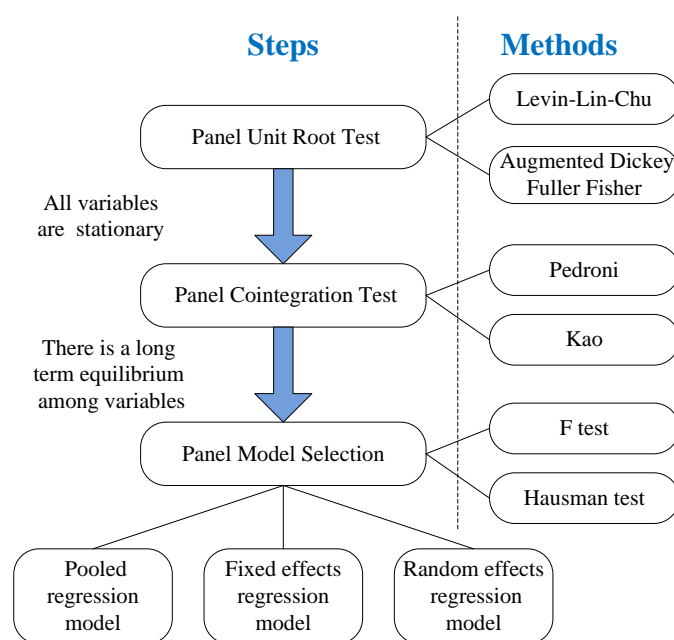 Steps
Methods
Panel Unit Root Test
Levin-Lin-Chu
Augmented Dickey
Fuller Fisher
All variables
are stationary
Panel Cointegration Test
Pedroni
Kao
There is a long
term equilibrium
among variables
Panel Model Selection
F test
Hausman test
Pooled
regression
model
Fixed effects
regression
model
Random effects
regression
model